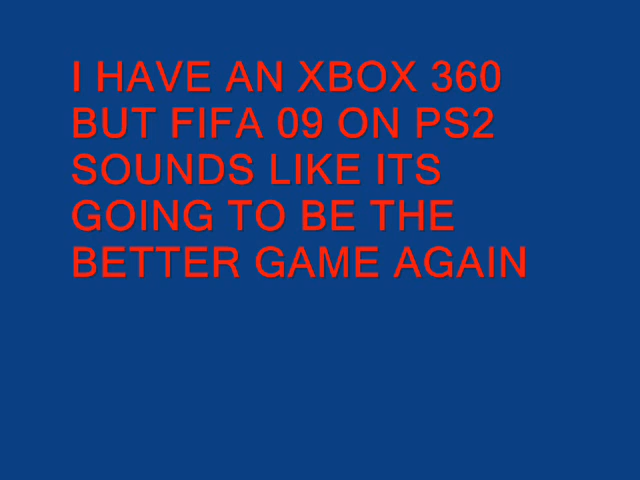 I HAVE AN XBOX 360
BUT FIFA 09 ON PS2
SOUNDS LIKE ITS
GOING TO BE THE
BETTER GAME AGAIN